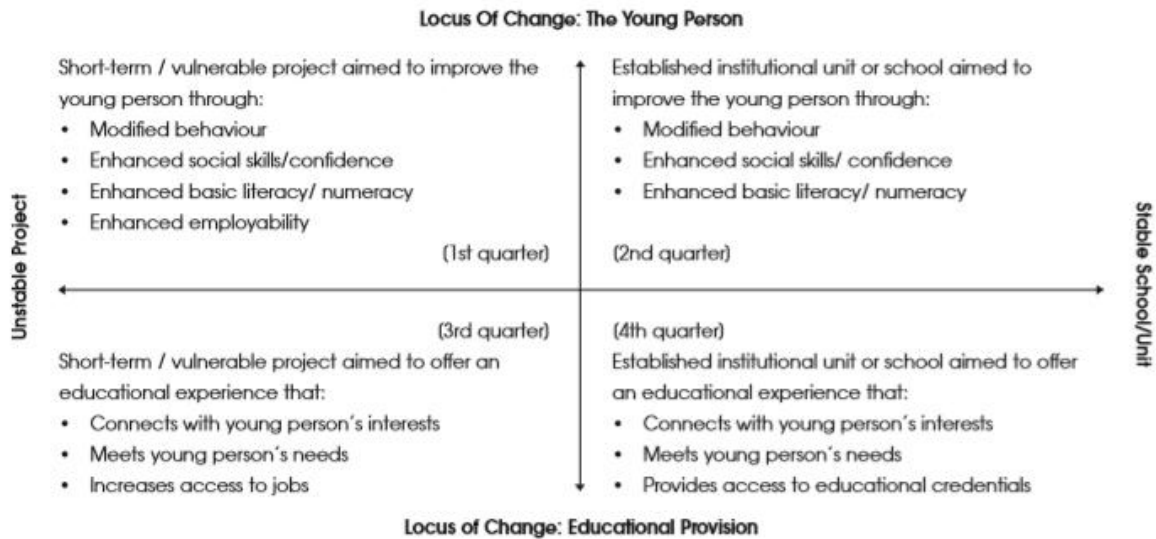 Locus Of Change: The Young Person
Short-term / vulnerable project aimed to improve the
young person through:
• Modified behaviour
• Enhanced social skills/confidence
• Enhanced basic literacy/ numeracy
• Enhanced employability
(1st quarter)
Established institutional unit or school aimed to
improve the young person through:
• Modified behaviour
• Enhanced social skills/ confidence
• Enhanced basic literacy/ numeracy
(2nd quarter)
Unstable Project
Stable School/Unit
(3rd quarter)
Short-term / vulnerable project aimed to offer an
educational experience that:
• Connects with young person's interests
• Meets young person's needs
• Increases access to jobs
(4th quarter)
Established institutional unit or school aimed to offer
an educational experience that:
• Connects with young person's interests
• Meets young person's needs
• Provides access to educational credentials
Locus of Change: Educational Provision